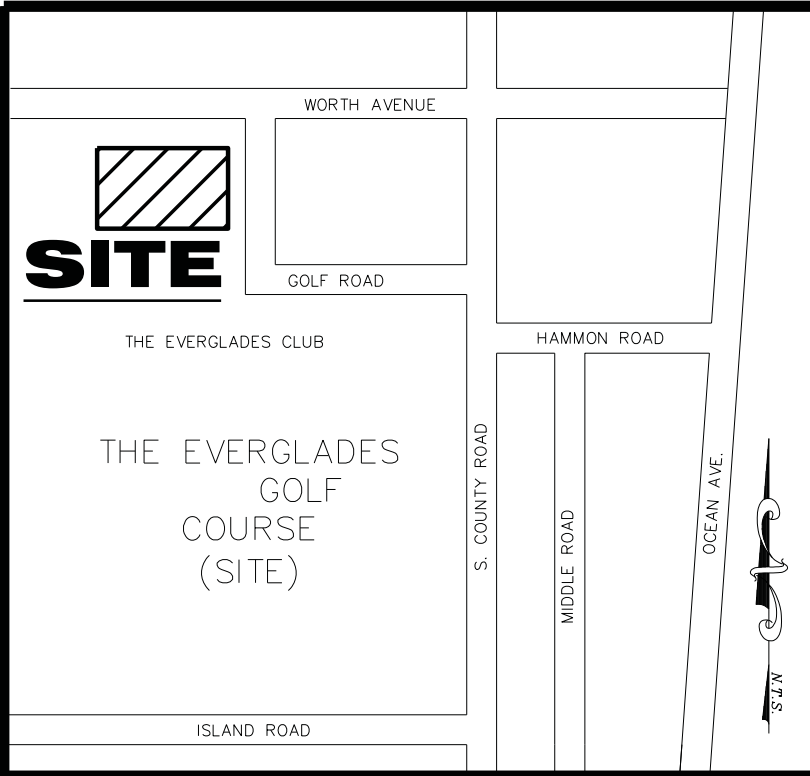 WORTH AVENUE
SITE
GOLF ROAD
THE EVERGLADES CLUB
HAMMON ROAD
THE EVERGLADES
GOLF
COURSE
(SITE)
S. COUNTY ROAD
MIDDLE ROAD
OCEAN AVE.
N.T.S.
ISLAND ROAD